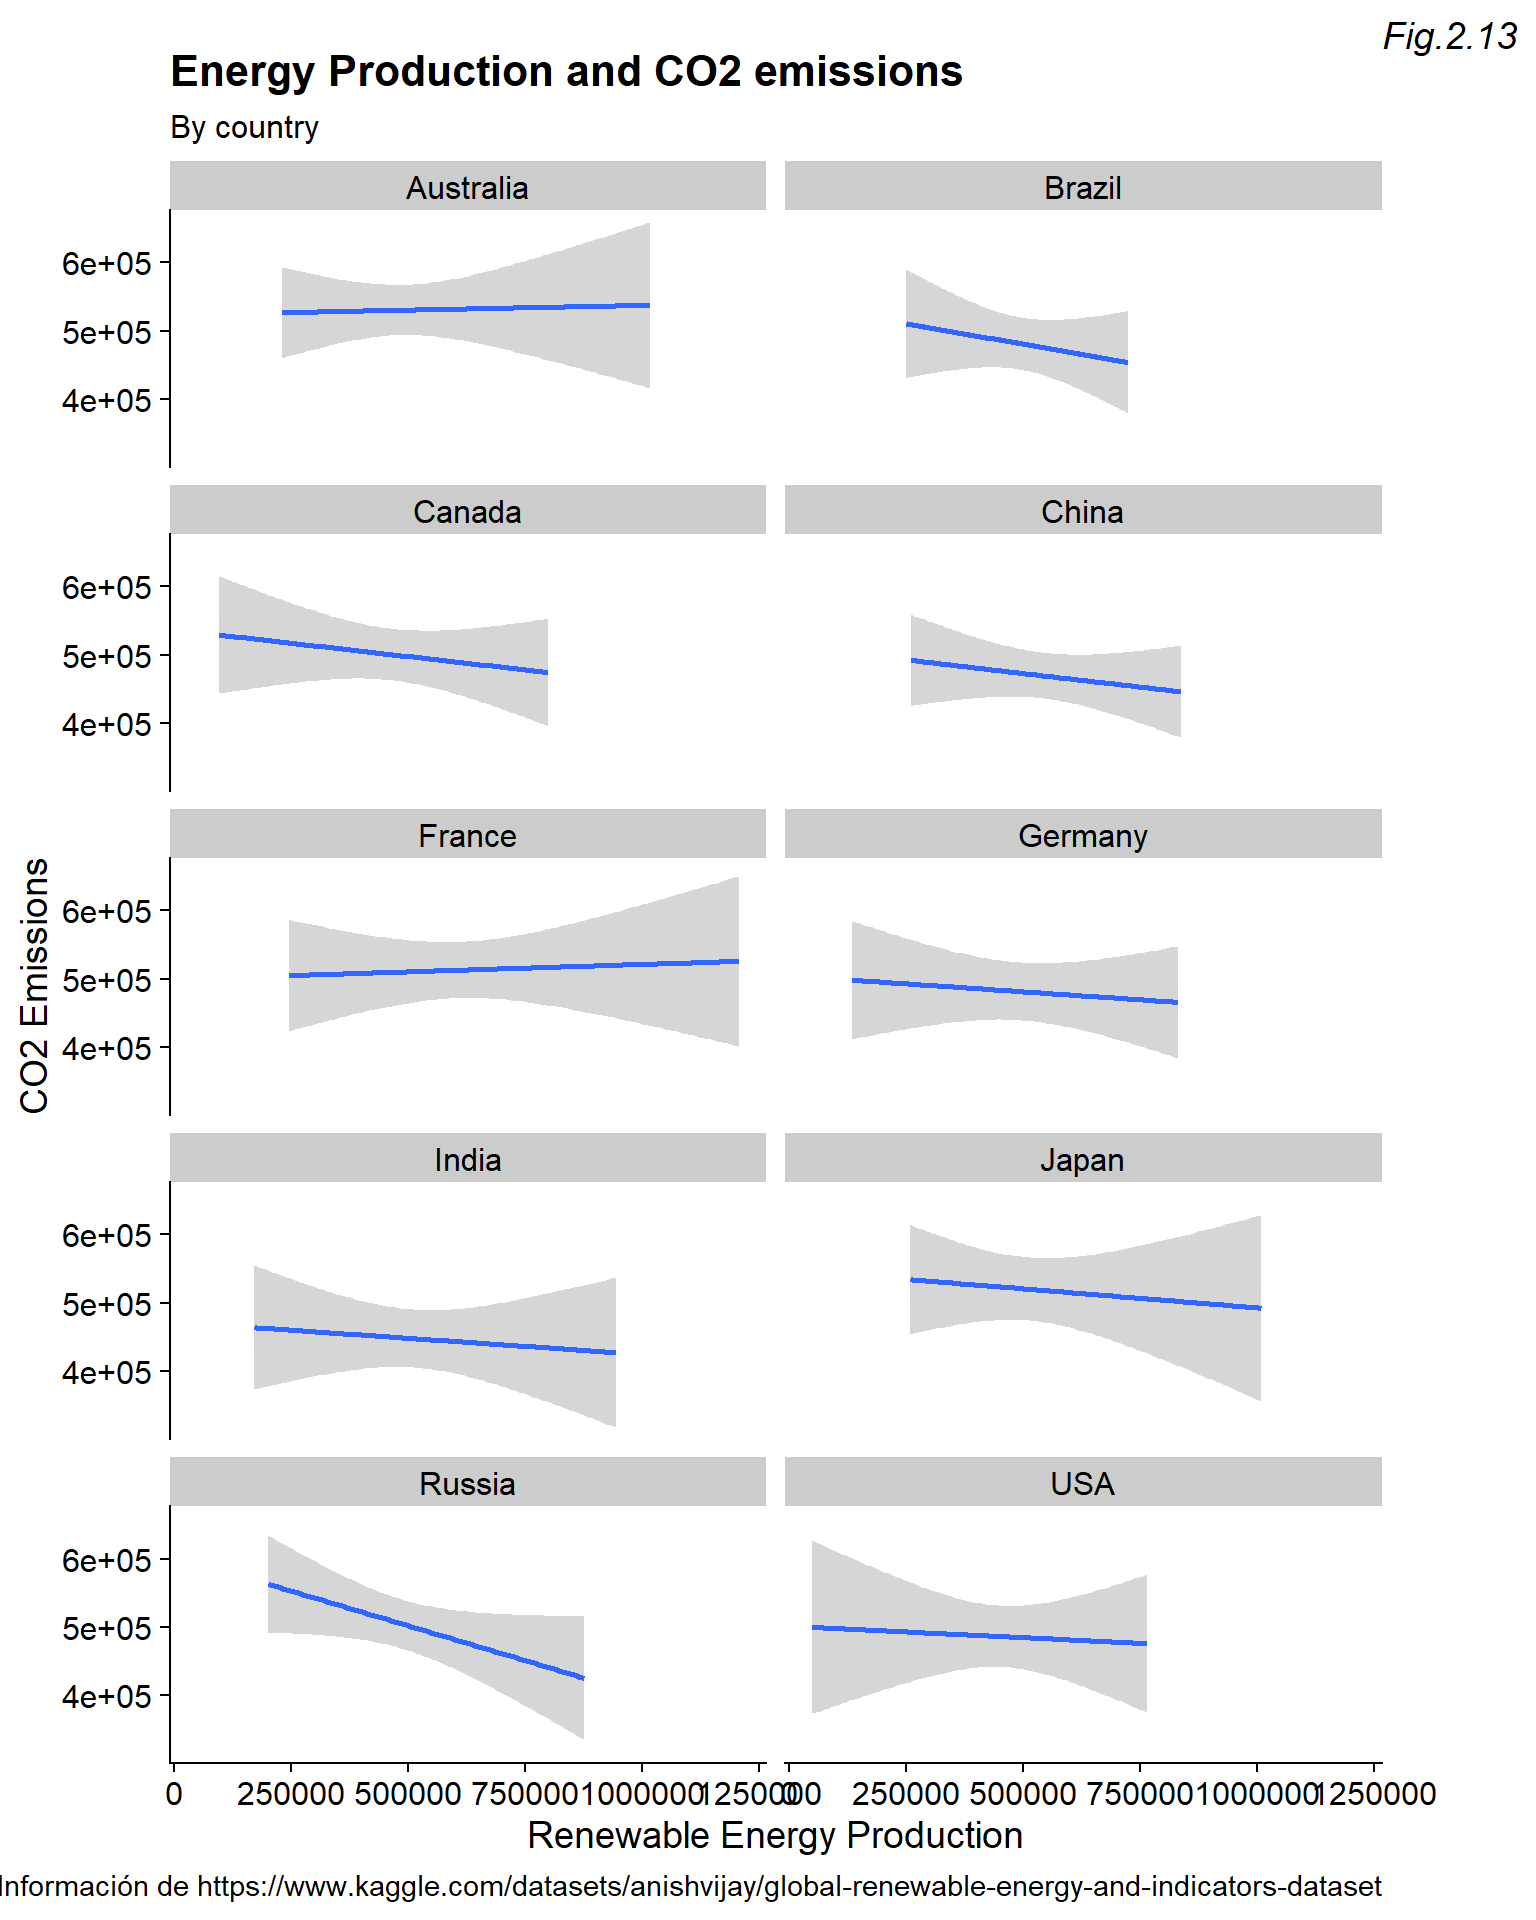 Fig.2.13
Energy Production and CO2 emissions
By country
Australia
Brazil
6e+05
5e+05
4e+05
Canada
China
6e+05
5e+05
4e+05
France
Germany
6e+05
5e+05
4e+05
CO2 Emissions
India
Japan
6e+05
5e+05
4e+05
Russia
USA
6e+05
5e+05
4e+05
0 250000 500000 750000 1000000 1250000 0 250000 500000 750000 1000000 1250000
Renewable Energy Production
Información de https://www.kaggle.com/datasets/anishvijay/global-renewable-energy-and-indicators-dataset